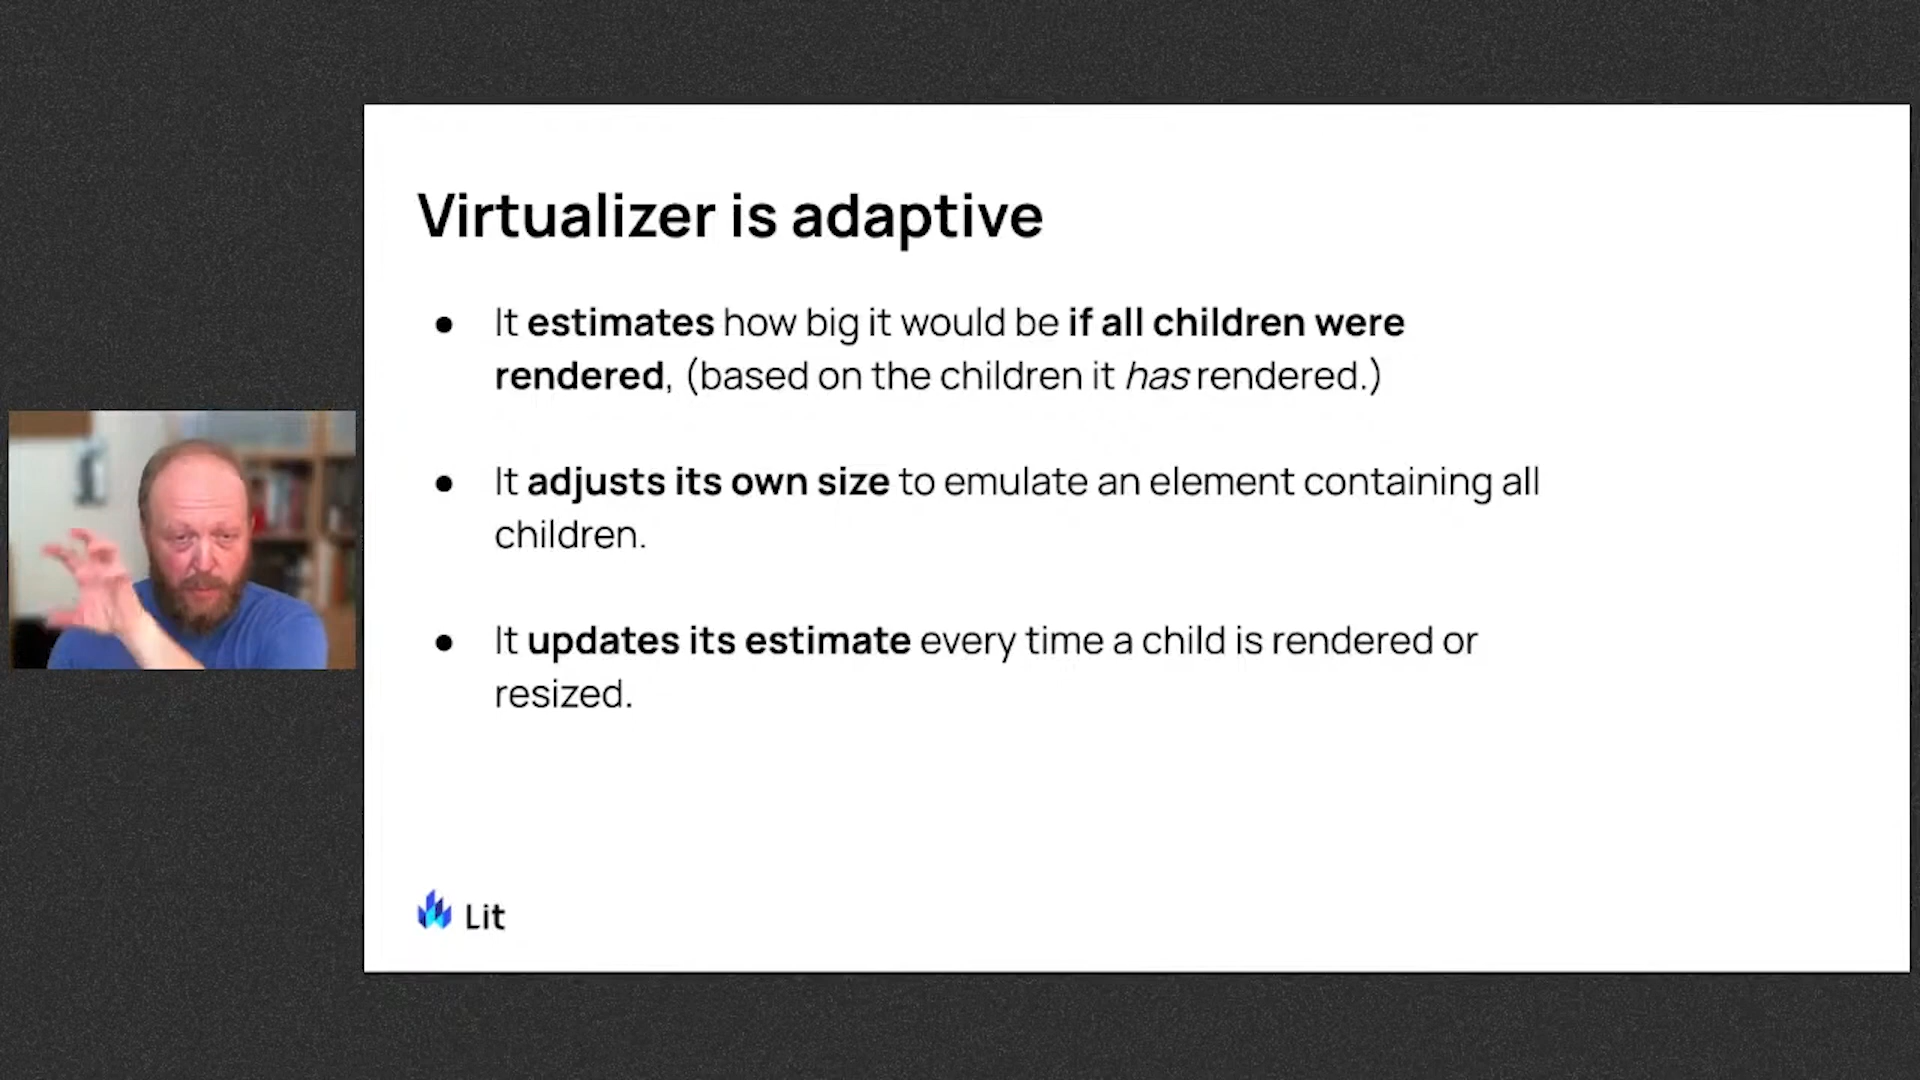 Virtualizer is adaptive
● It estimates how big it would be if all children were
rendered, (based on the children it has rendered.)
● It adjusts its own size to emulate an element containing all
children.
● It updates its estimate every time a child is rendered or
resized.
Lit